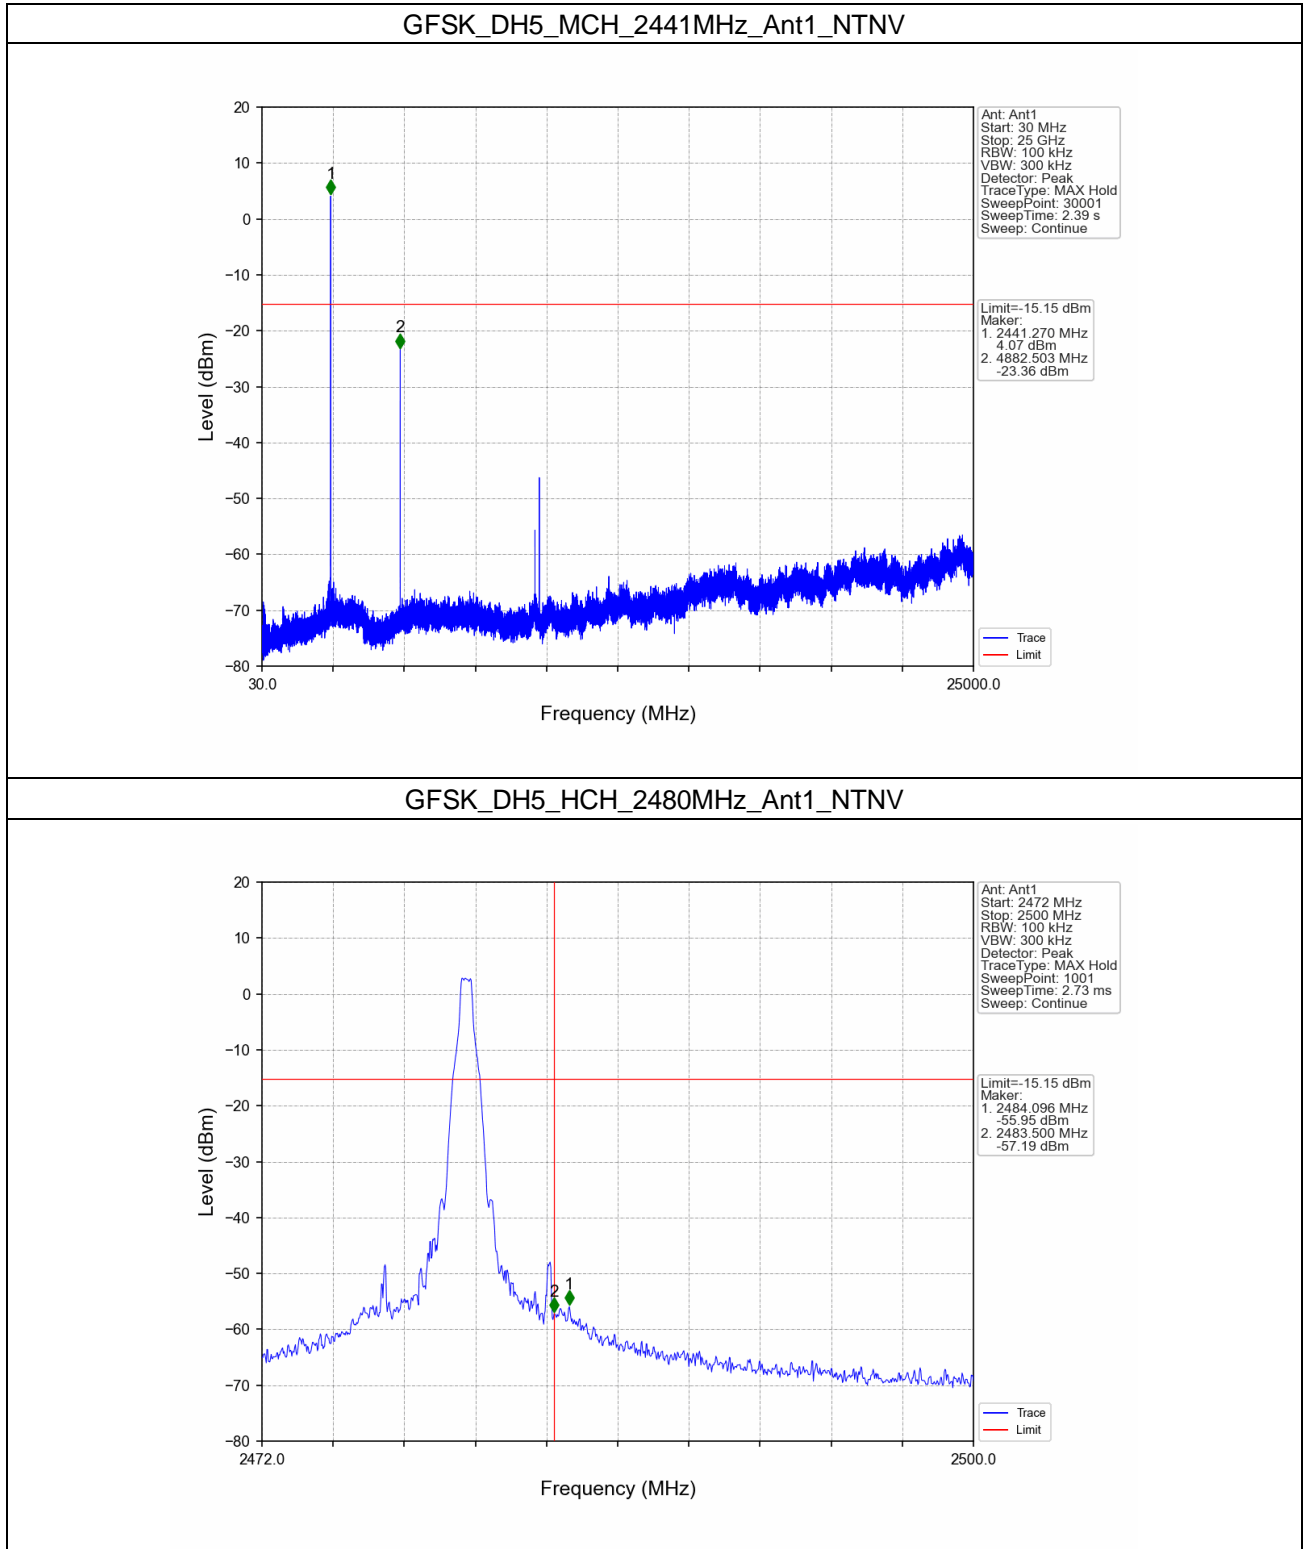 GFSK_DH5_MCH_2441MHz_Ant1_NTNV
20
10
0
−10
−20
−30
−40
−50
−60
−70
−80
Level (dBm)
1
2
30.0
25000.0
Frequency (MHz)
Ant: Ant1
Start: 30 MHz
Stop: 25 GHz
RBW: 100 kHz
VBW: 300 kHz
Detector: Peak
TraceType: MAX Hold
SweepPoint: 30001
SweepTime: 2.39 s
Sweep: Continue
Limit=-15.15 dBm
Maker:
1. 2441.270 MHz
4.07 dBm
2. 4882.503 MHz
-23.36 dBm
Trace
Limit
GFSK_DH5_HCH_2480MHz_Ant1_NTNV
20
10
0
−10
−20
−30
−40
−50
−60
−70
−80
Level (dBm)
2
1
2472.0
2500.0
Frequency (MHz)
Ant: Ant1
Start: 2472 MHz
Stop: 2500 MHz
RBW: 100 kHz
VBW: 300 kHz
Detector: Peak
TraceType: MAX Hold
SweepPoint: 1001
SweepTime: 2.73 ms
Sweep: Continue
Limit=-15.15 dBm
Maker:
1. 2484.096 MHz
-55.95 dBm
2. 2483.500 MHz
-57.19 dBm
Trace
Limit